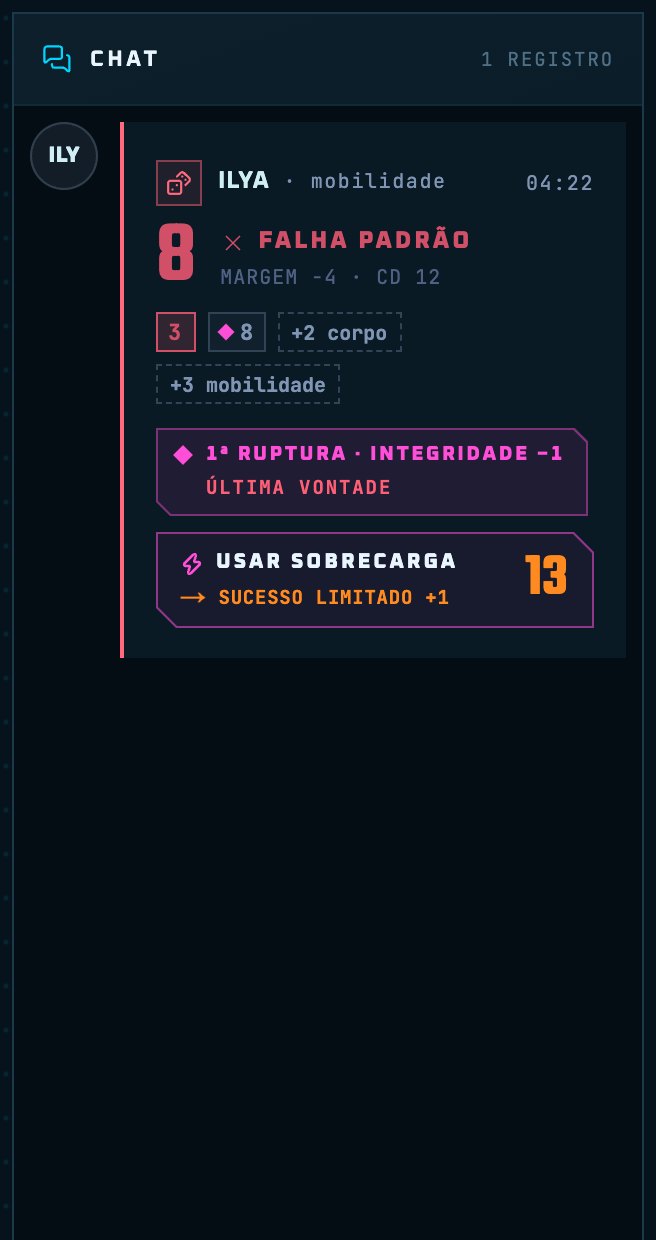 CHAT
1 REGISTRO
ILY
ILYA · mobilidade
04:22
8
× FALHA PADRÃO
MARGEM -4 · CD 12
3
8
+2 corpo
+3 mobilidade
1ª RUPTURA · INTEGRIDADE −1
ÚLTIMA VONTADE
USAR SOBRECARGA
→ SUCESSO LIMITADO +1
13